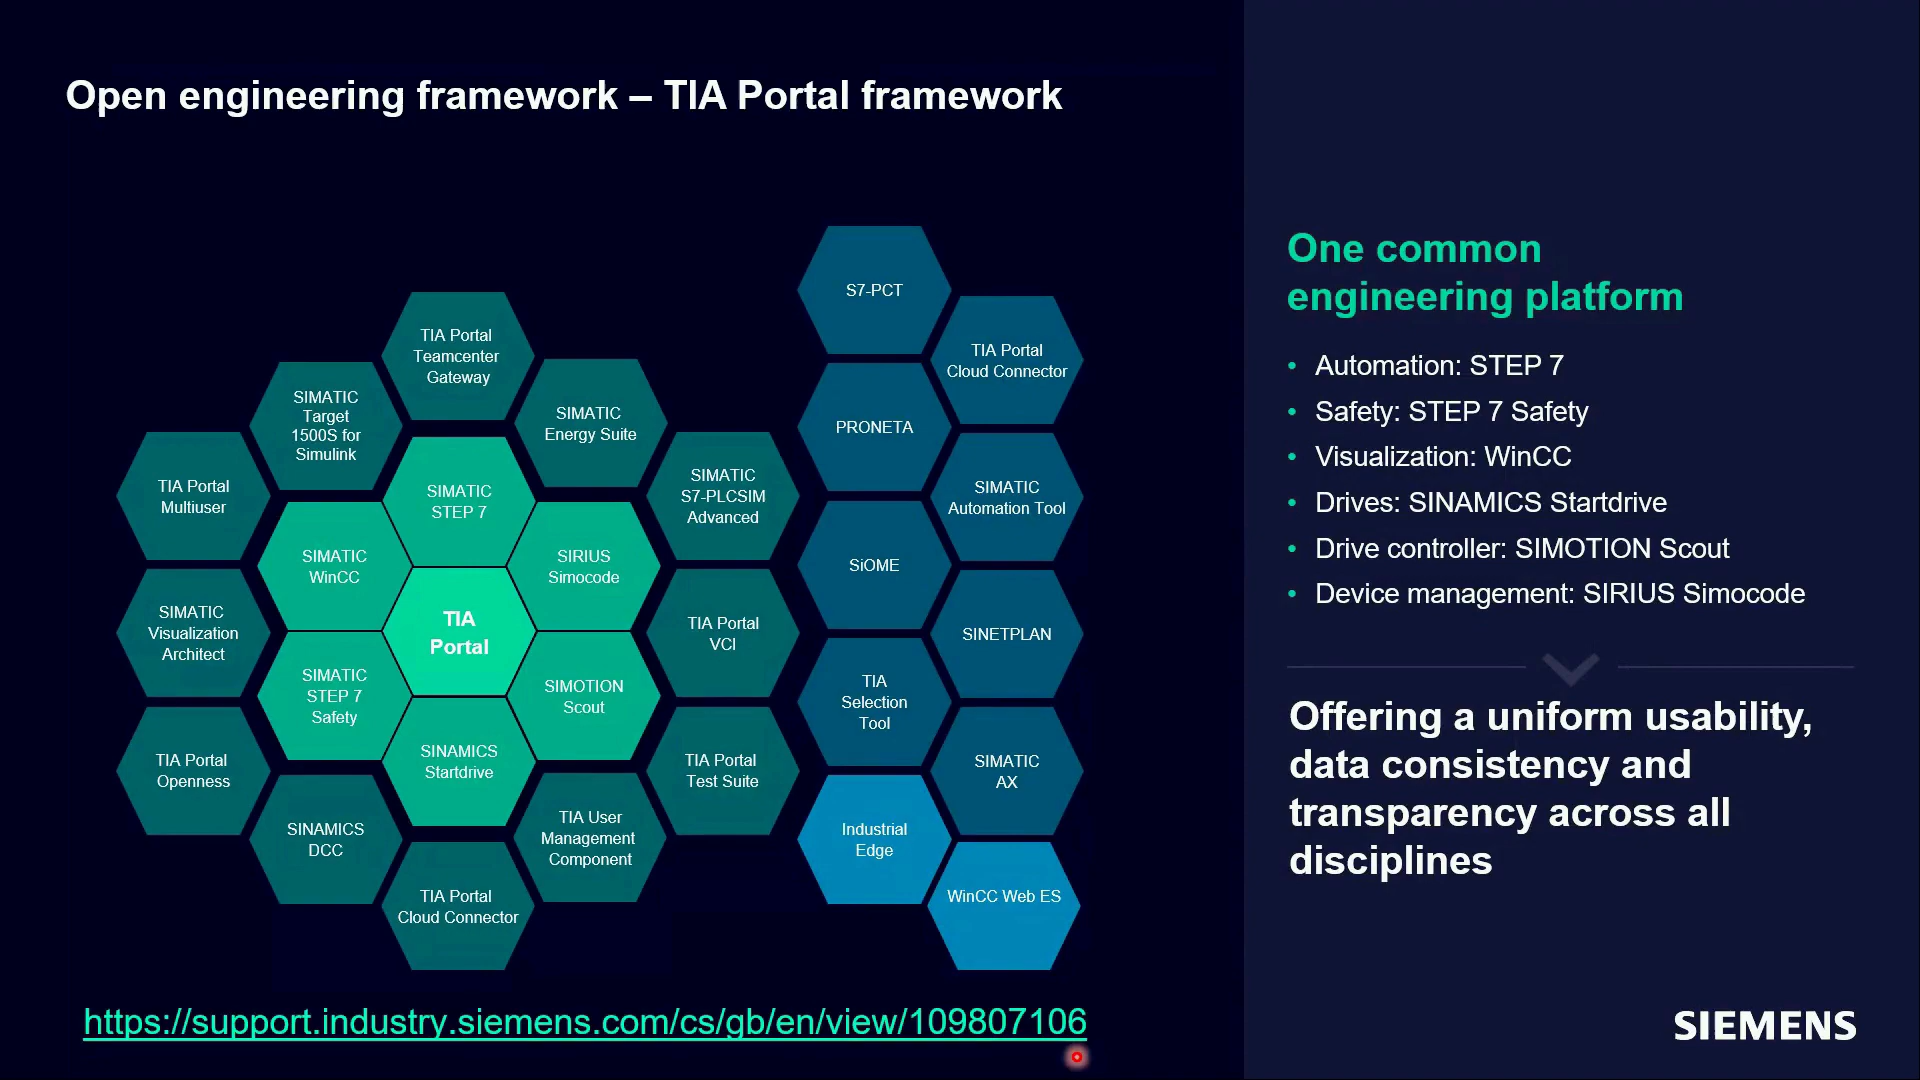 Open engineering framework – TIA Portal framework
TIA Portal
Teamcenter
Gateway
SIMATIC
Target
1500S for
Simulink
SIMATIC
Energy Suite
TIA Portal
Multiuser
SIMATIC
STEP 7
SIMATIC
S7-PLCSIM
Advanced
SIMATIC
WinCC
SIRIUS
Simocode
SIMATIC
Visualization
Architect
TIA
Portal
TIA Portal
VCI
SIMATIC
STEP 7
Safety
SIMOTION
Scout
TIA Portal
Openness
SINAMICS
Startdrive
TIA Portal
Test Suite
SINAMICS
DCC
TIA User
Management
Component
TIA Portal
Cloud Connector
S7-PCT
TIA Portal
Cloud Connector
PRONETA
SIMATIC
Automation Tool
SiOME
SINETPLAN
TIA
Selection
Tool
SIMATIC
AX
Industrial
Edge
WinCC Web ES
https://support.industry.siemens.com/cs/gb/en/view/109807106
One common
engineering platform
• Automation: STEP 7
• Safety: STEP 7 Safety
• Visualization: WinCC
• Drives: SINAMICS Startdrive
• Drive controller: SIMOTION Scout
• Device management: SIRIUS Simocode
Offering a uniform usability,
data consistency and
transparency across all
disciplines
SIEMENS